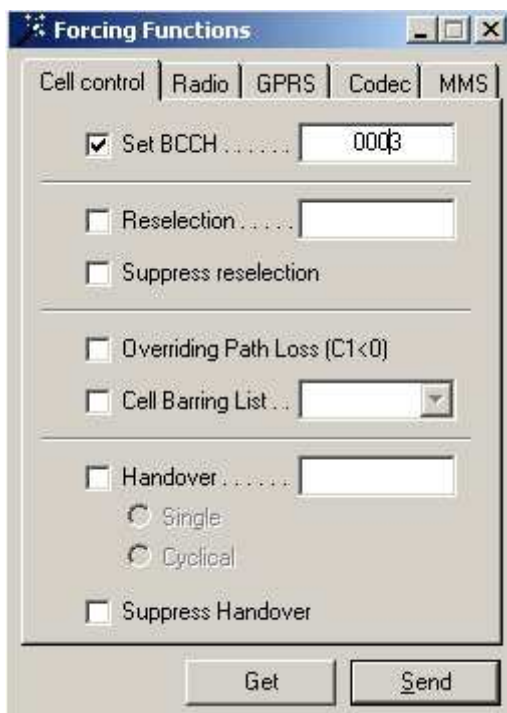 Forcing Functions
Cell control Radio GPRS Codec MMS
Set BCCH . . . . . . 0003
Reselection . . . . .
Suppress reselection
Overriding Path Loss (C1<0)
Cell Barring List . .
Handover . . . . . .
Single
Cyclical
Suppress Handover
Get Send